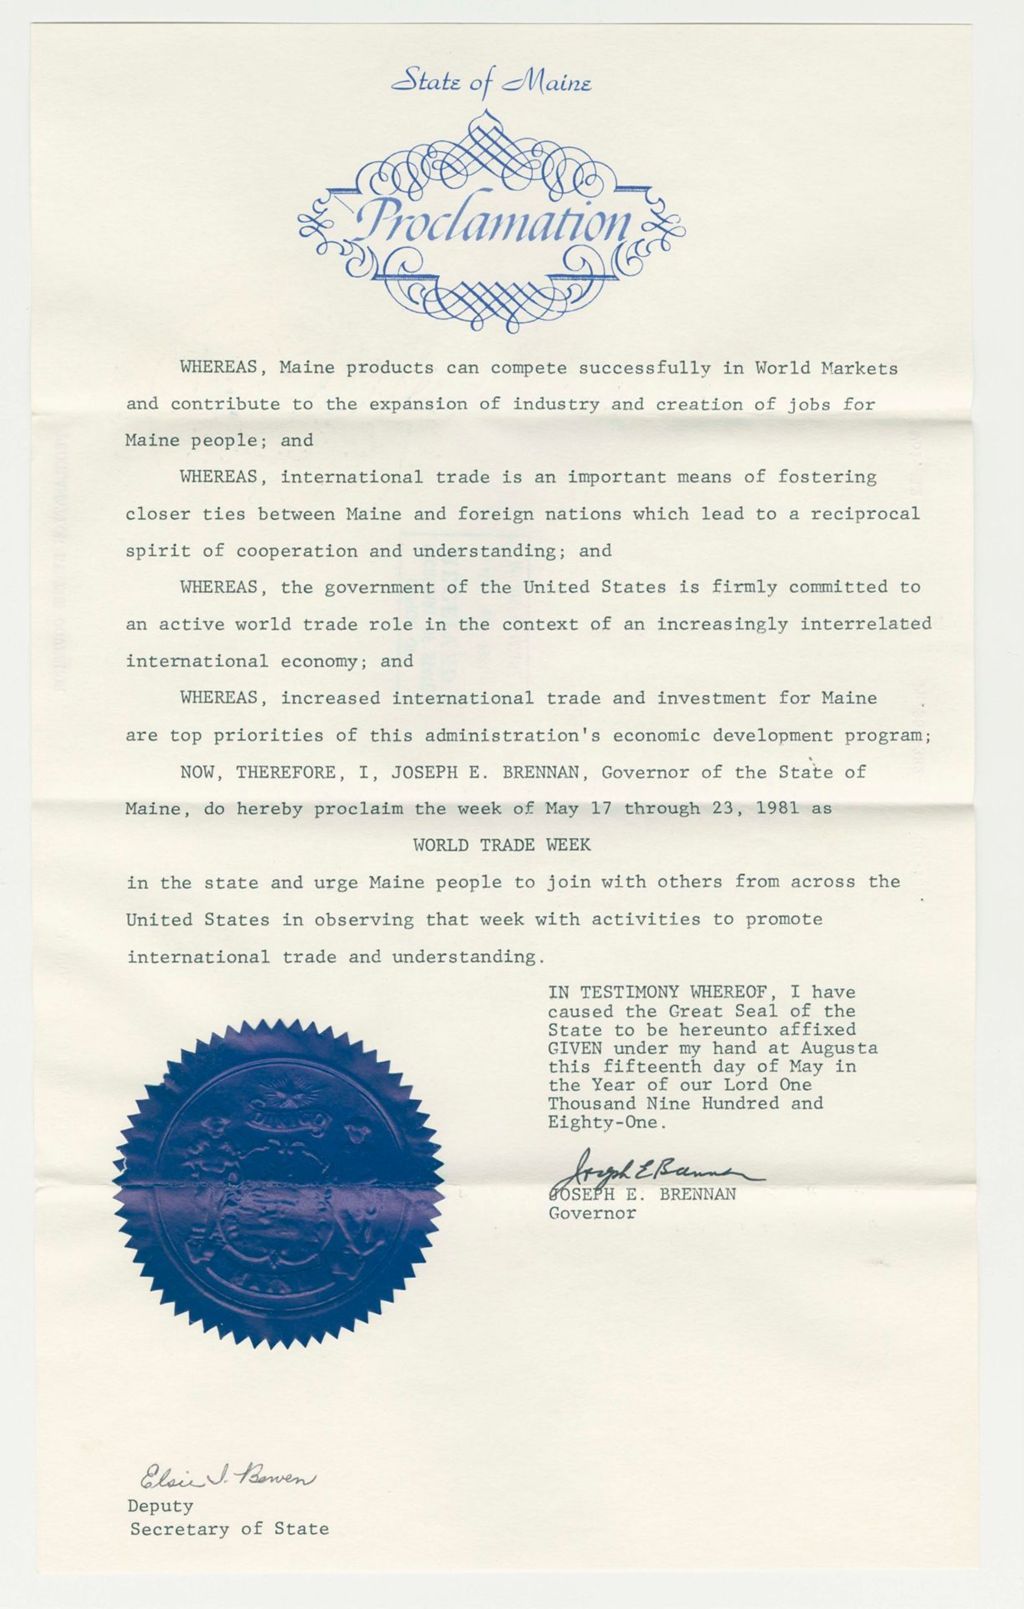 State of Maine
Proclamation
WHEREAS, Maine products can compete successfully in World Markets
and contribute to the expansion of industry and creation of jobs for
Maine people; and
WHEREAS, international trade is an important means of fostering
closer ties between Maine and foreign nations which lead to a reciprocal
spirit of cooperation and understanding; and
WHEREAS, the government of the United States is firmly committed to
an active world trade role in the context of an increasingly interrelated
international economy; and
WHEREAS, increased international trade and investment for Maine
are top priorities of this administration's economic development program;
NOW, THEREFORE, I, JOSEPH E. BRENNAN, Governor of the State of
Maine, do hereby proclaim the week of May 17 through 23, 1981 as
WORLD TRADE WEEK
in the state and urge Maine people to join with others from across the
United States in observing that week with activities to promote
international trade and understanding.
IN TESTIMONY WHEREOF, I have
caused the Great Seal of the
State to be hereunto affixed
GIVEN under my hand at Augusta
this fifteenth day of May in
the Year of our Lord One
Thousand Nine Hundred and
Eighty-One.
Joseph E Brennan
JOSEPH E. BRENNAN
Governor
Elsie I. Bowen
Deputy
Secretary of State